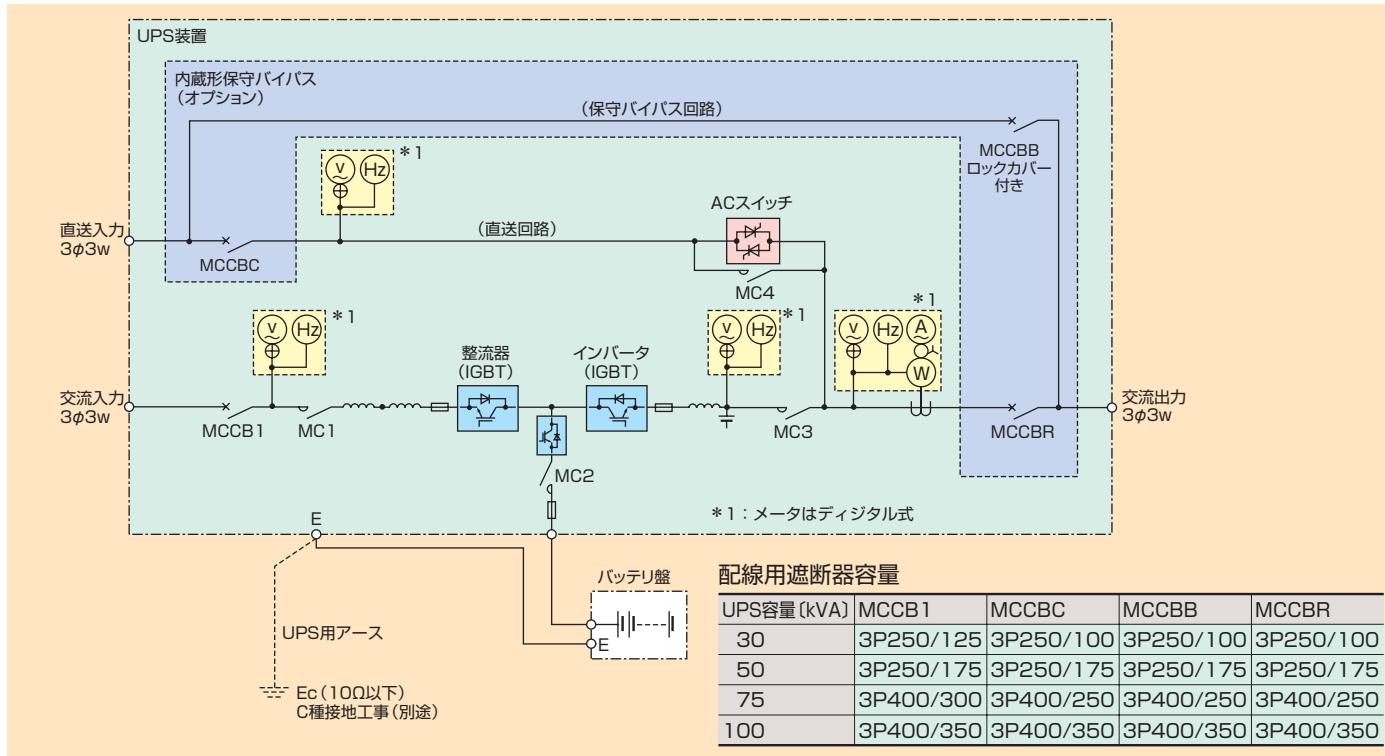 UPS装置
内蔵形保守バイパス
（オプション）
（保守バイパス回路）
MCCBB
ロックカバー
付き
V
Hz
＊1
ACスイッチ
直送入力
3φ3w
（直送回路）
MCCBC
MC4
V
Hz
＊1
V
Hz
＊1
V
Hz
A
W
＊1
整流器
(IGBT)
インバータ
(IGBT)
交流入力
3φ3w
MCCB1
MC1
MC2
MC3
MCCBR
交流出力
3φ3w
＊1：メータはディジタル式
E
バッテリ盤
E
UPS用アース
Ec（10Ω以下）
C種接地工事（別途）
配線用遮断器容量
UPS容量〔kVA〕 MCCB1 MCCBC MCCBB MCCBR
30 3P250/125 3P250/100 3P250/100 3P250/100
50 3P250/175 3P250/175 3P250/175 3P250/175
75 3P400/300 3P400/250 3P400/250 3P400/250
100 3P400/350 3P400/350 3P400/350 3P400/350